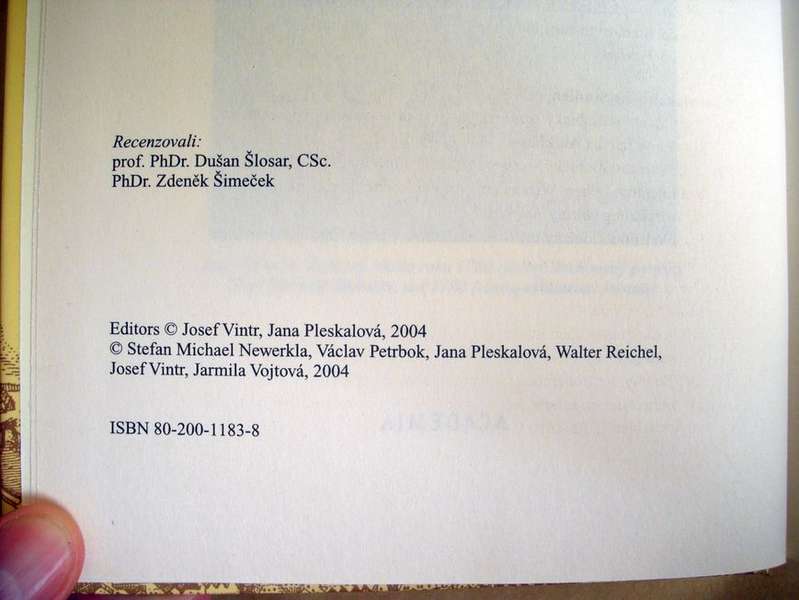 Recenzovali:
prof. PhDr. Dušan Šlosar, CSc.
PhDr. Zdeněk Šimeček
Editors © Josef Vintr, Jana Pleskalová, 2004
© Stefan Michael Newerkla, Václav Petrbok, Jana Pleskalová, Walter Reichel,
Josef Vintr, Jarmila Vojtová, 2004
ACADEMIA
ISBN 80-200-1183-8